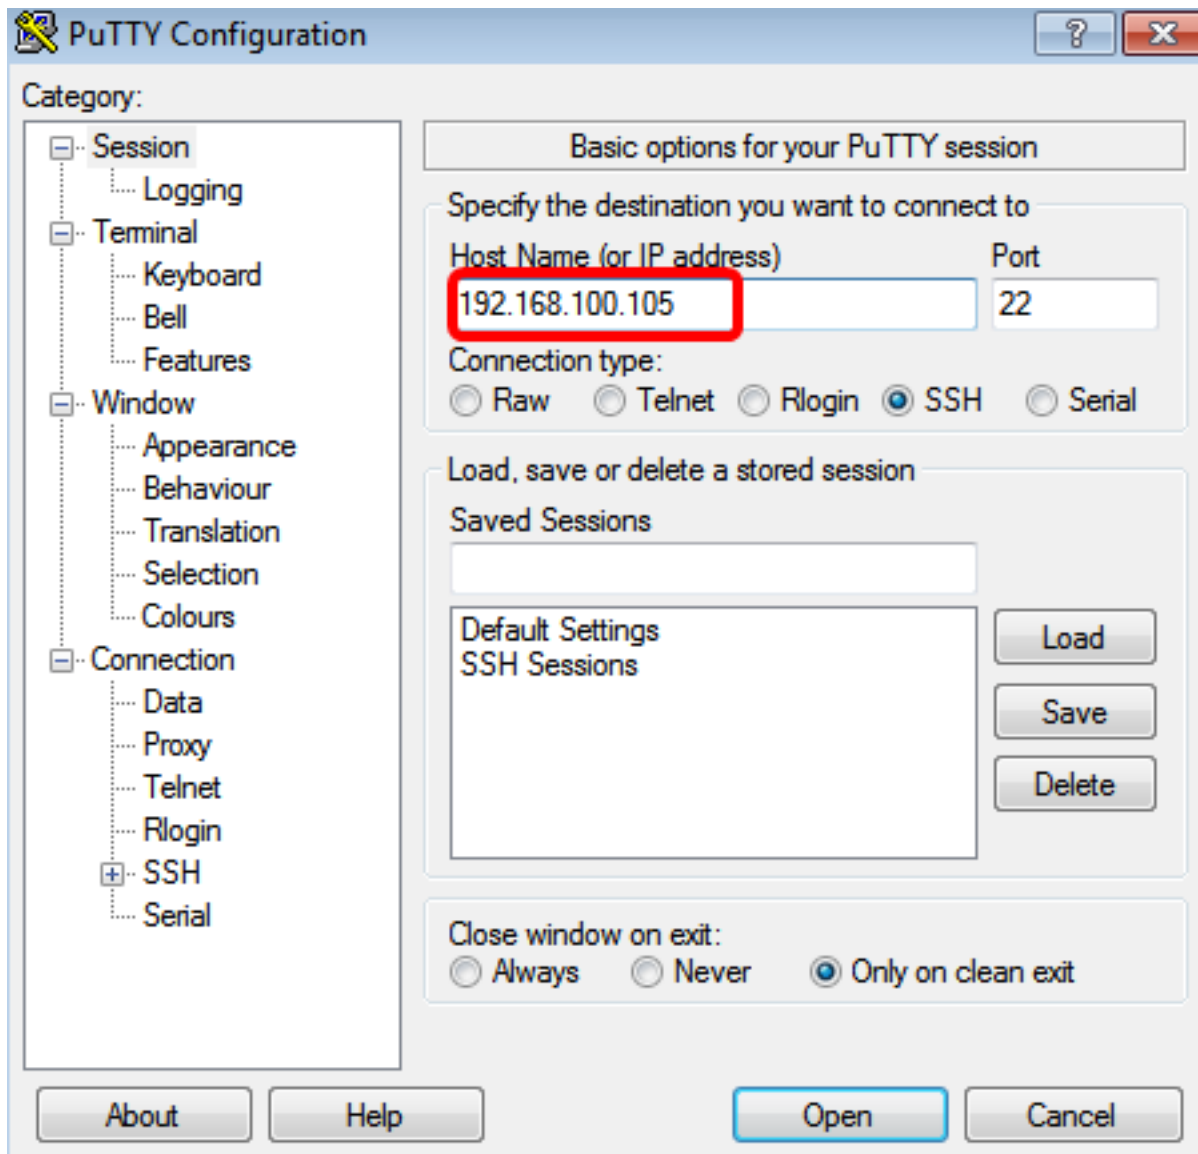 PuTTY Configuration
Category:
Session
Logging
Terminal
Keyboard
Bell
Features
Window
Appearance
Behaviour
Translation
Selection
Colours
Connection
Data
Proxy
Telnet
Rlogin
SSH
Serial
Basic options for your PuTTY session
Specify the destination you want to connect to
Host Name (or IP address) Port
192.168.100.105 22
Connection type:
Raw Telnet Rlogin SSH Serial
Load, save or delete a stored session
Saved Sessions
Default Settings
SSH Sessions
Load
Save
Delete
Close window on exit:
Always Never Only on clean exit
About Help Open Cancel